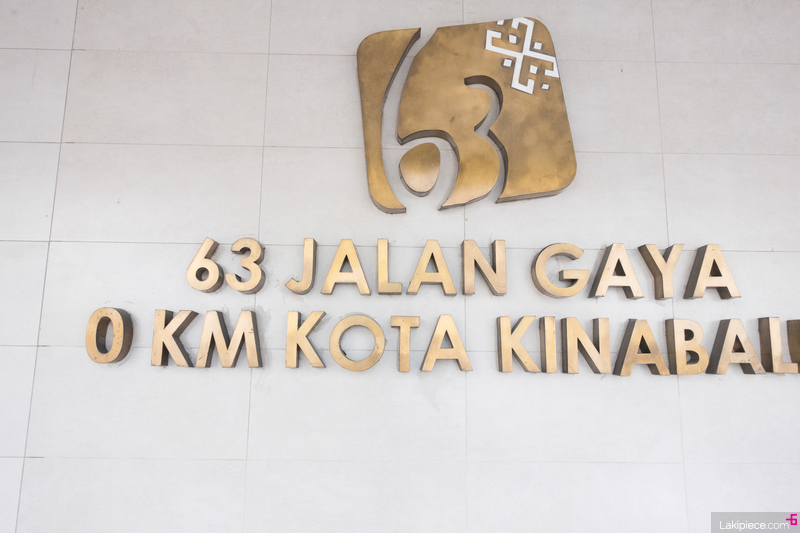 63
63 JALAN GAYA
0 KM KOTA KINABAL
Lakipiece.com